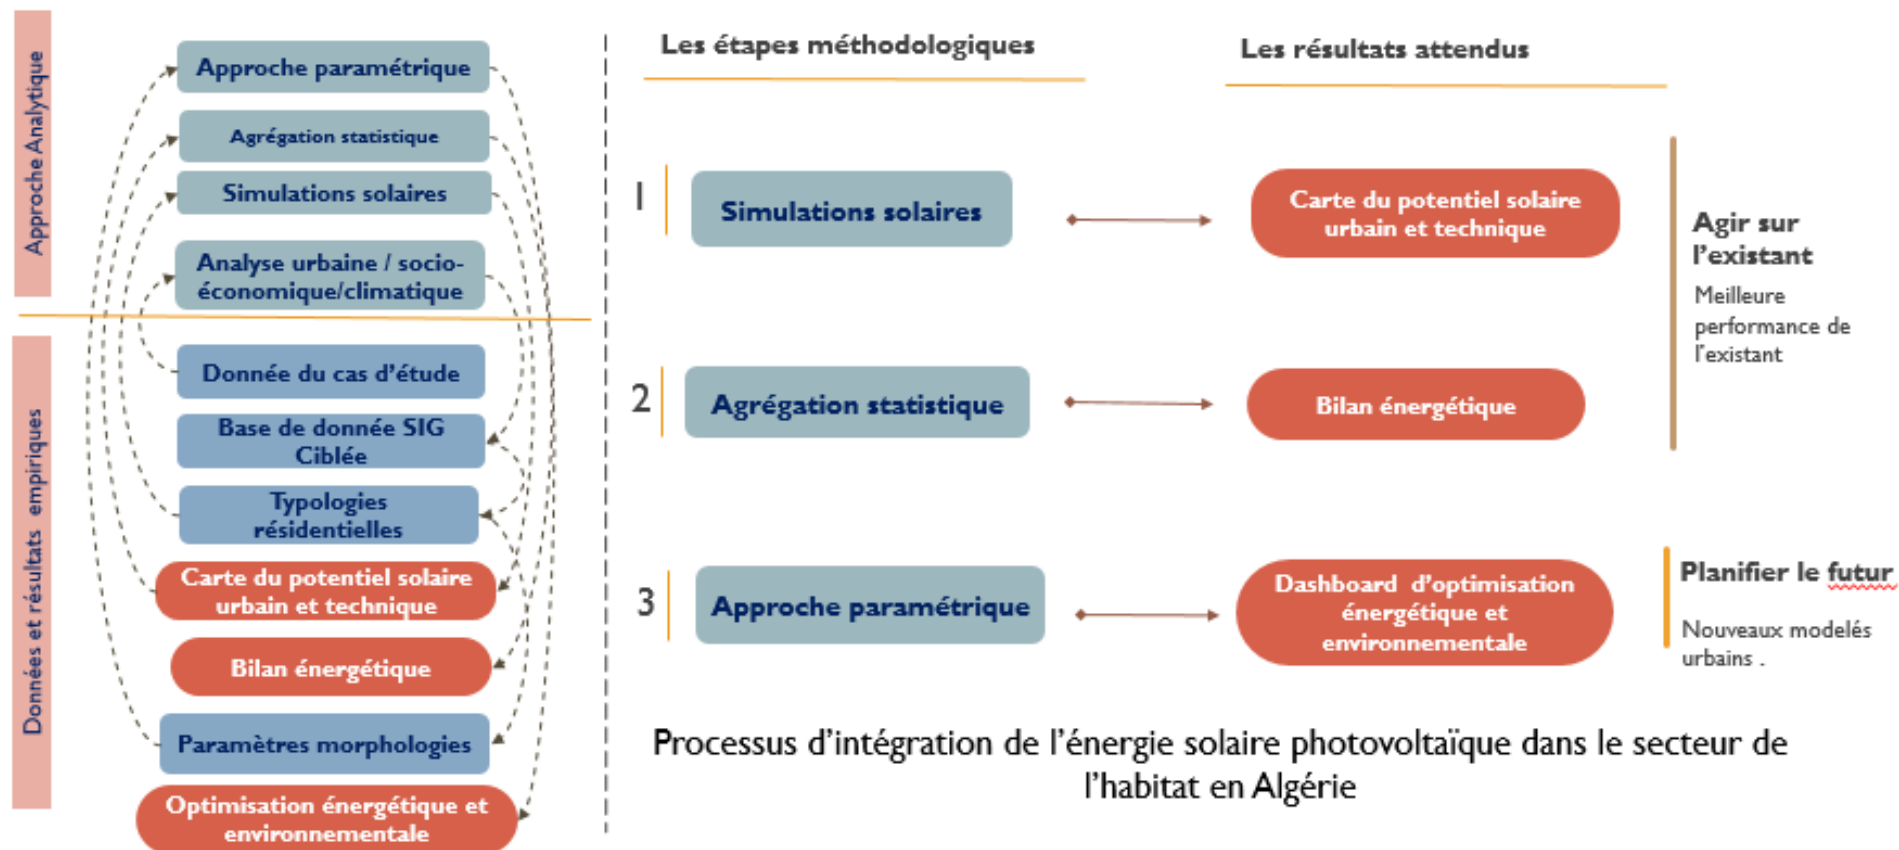 Approche Analytique
Approche paramétrique
Agrégation statistique
Simulations solaires
Analyse urbaine / socio-
économique/climatique
Données et résultats empiriques
Donnée du cas d'étude
Base de donnée SIG
Ciblée
Typologies
résidentielles
Carte du potentiel solaire
urbain et technique
Bilan énergétique
Paramètres morphologies
Optimisation énergétique et
environnementale
Les étapes méthodologiques
Les résultats attendus
1
Simulations solaires
Carte du potentiel solaire
urbain et technique
Agir sur
l'existant
Meilleure
performance de
l'existant
2
Agrégation statistique
Bilan énergétique
3
Approche paramétrique
Dashboard d'optimisation
énergétique et
environnementale
Planifier le futur
Nouveaux modelés
urbains .
Processus d'intégration de l'énergie solaire photovoltaïque dans le secteur de
l'habitat en Algérie